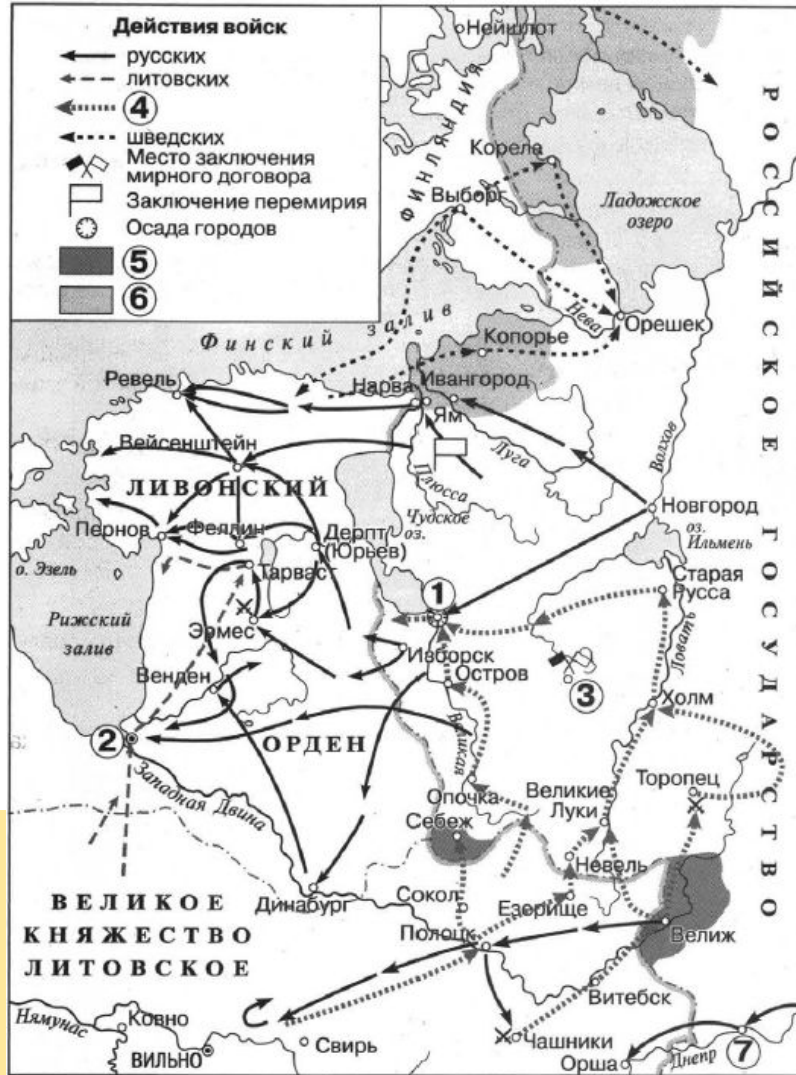 Действия войск
русских
литовских
4
шведских
Место заключения
мирного договора
Заключение перемирия
Осада городов
5
6
Нейшлот
ФИНЛЯНДИЯ
Корела
Выборг
Ладожское
озеро
РОССИЙСКОЕ ГОСУДАРСТВО
Финский залив
Нева
Орешек
Копорье
Ревель
Нарва
Ивангород
Ям
Луга
Волхов
Вейсенштейн
ЛИВОНСКИЙ
Плюсса
Новгород
Чудское
оз.
оз.
Ильмень
Пернов
Феллин
Дерпт
(Юрьев)
о. Эзель
Тарваст
1
Старая
Русса
Рижский
залив
Эрмес
Изборск
Остров
3
Ловать
Венден
Холм
2
ОРДЕН
Великая
Западная Двина
Опочка
Великие
Луки
Торопец
Себеж
Невель
ВЕЛИКОЕ
КНЯЖЕСТВО
ЛИТОВСКОЕ
Динабург
Сокол
Езерище
Полоцк
Велиж
Витебск
Нямунас
Ковно
ВИЛЬНО
Свирь
Чашники
Орша
Днепр
7